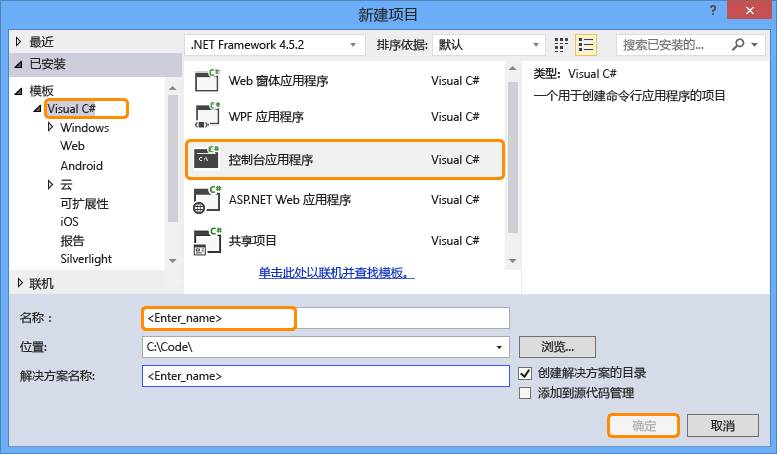 新建项目
? ×
最近
.NET Framework 4.5.2 排序依据: 默认 搜索已安装的...
已安装
模板
Visual C#
Windows
Web
Android
云
可扩展性
iOS
报告
Silverlight
联机
Web 窗体应用程序 Visual C#
WPF 应用程序 Visual C#
控制台应用程序 Visual C#
ASP.NET Web 应用程序 Visual C#
共享项目 Visual C#
单击此处以联机并查找模板。
类型: Visual C#
一个用于创建命令行应用程序的项目
名称： <Enter_name>
位置: C:\Code\ 浏览...
解决方案名称: <Enter_name>
创建解决方案的目录
添加到源代码管理
确定 取消